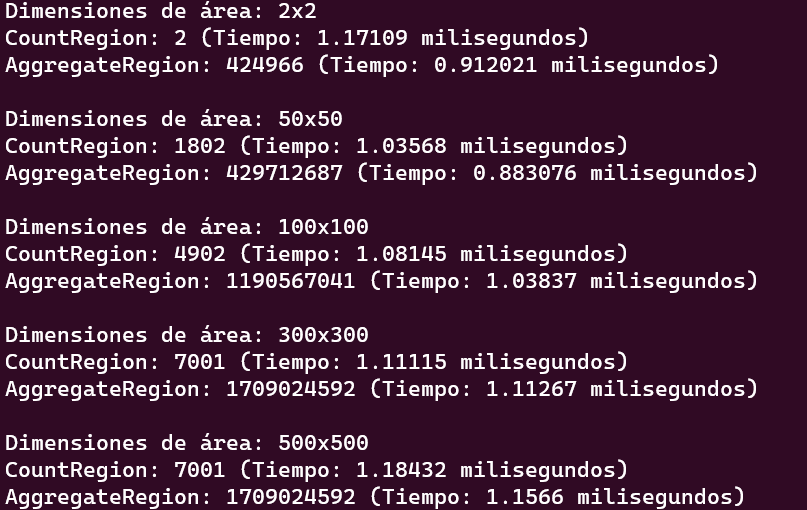 Dimensiones de área: 2x2
CountRegion: 2 (Tiempo: 1.17109 milisegundos)
AggregateRegion: 424966 (Tiempo: 0.912021 milisegundos)
Dimensiones de área: 50x50
CountRegion: 1802 (Tiempo: 1.03568 milisegundos)
AggregateRegion: 429712687 (Tiempo: 0.883076 milisegundos)
Dimensiones de área: 100x100
CountRegion: 4902 (Tiempo: 1.08145 milisegundos)
AggregateRegion: 1190567041 (Tiempo: 1.03837 milisegundos)
Dimensiones de área: 300x300
CountRegion: 7001 (Tiempo: 1.11115 milisegundos)
AggregateRegion: 1709024592 (Tiempo: 1.11267 milisegundos)
Dimensiones de área: 500x500
CountRegion: 7001 (Tiempo: 1.18432 milisegundos)
AggregateRegion: 1709024592 (Tiempo: 1.1566 milisegundos)